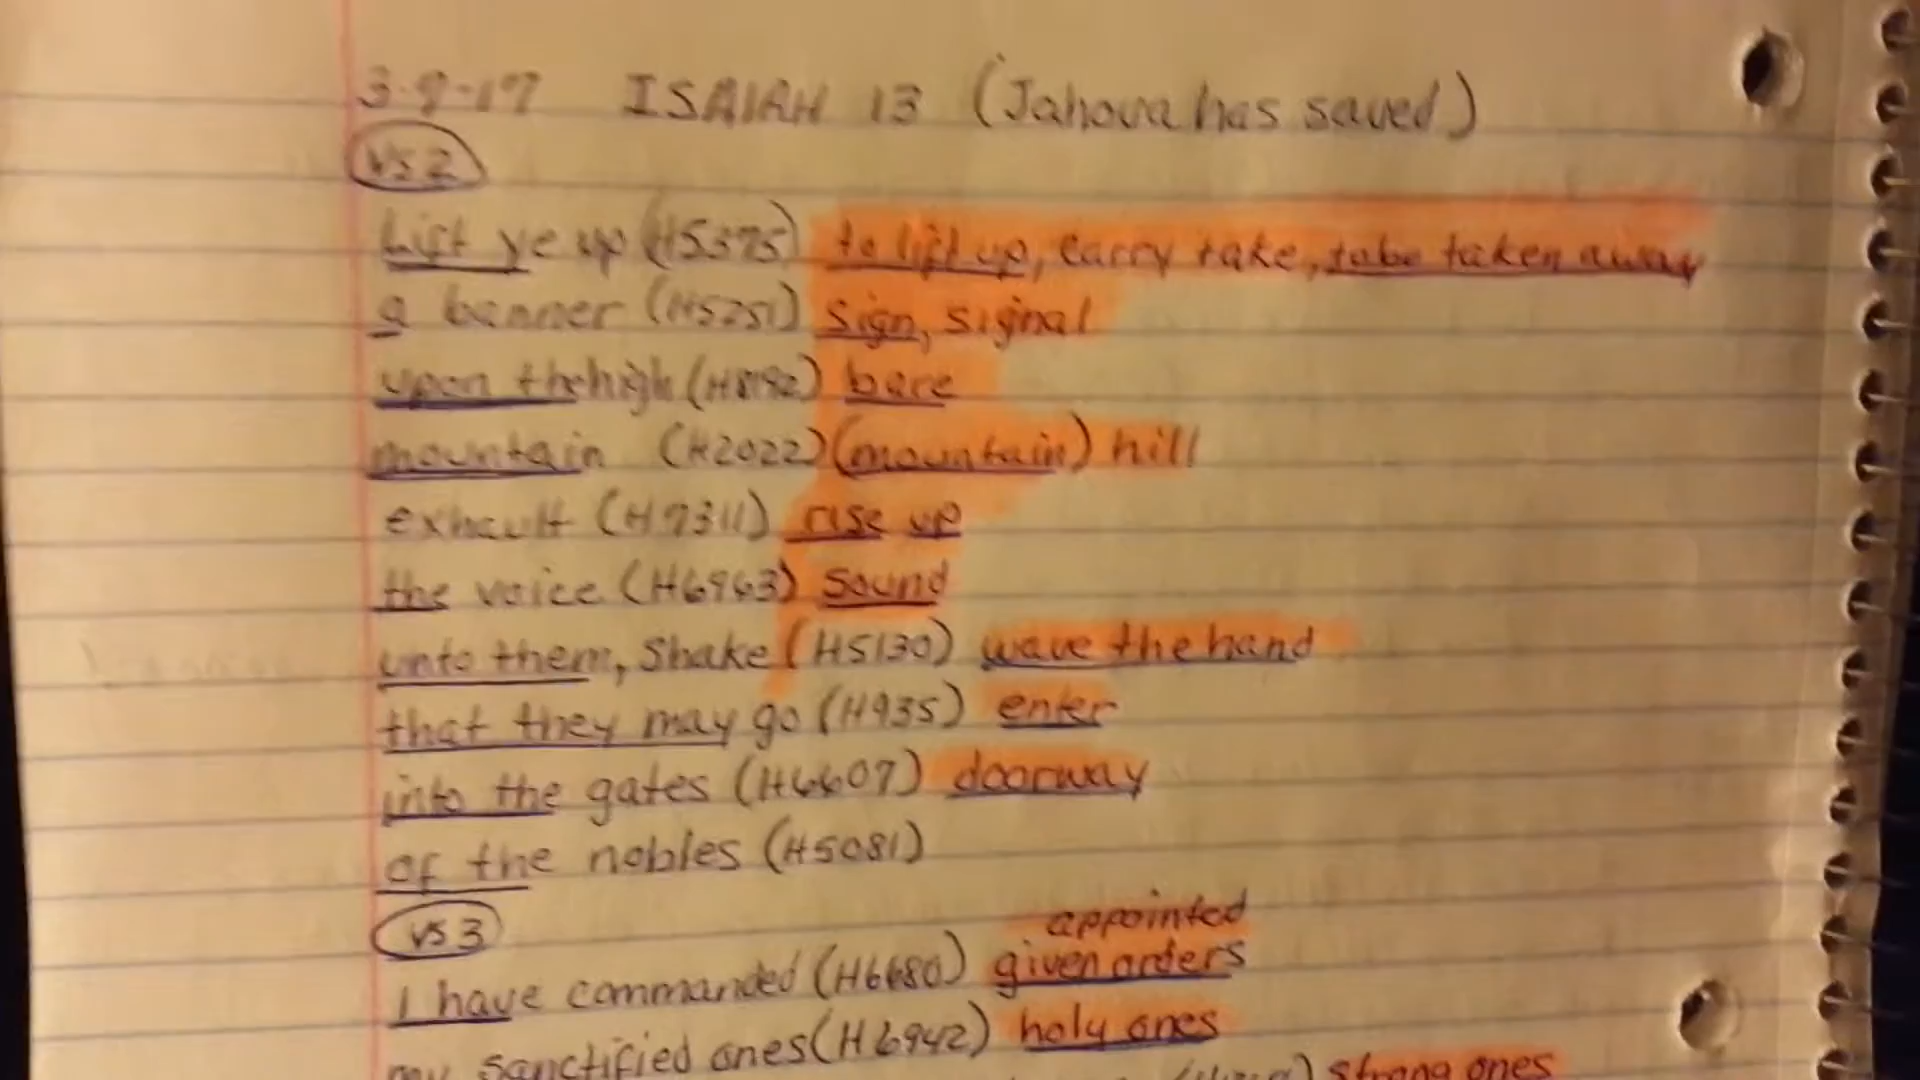 3-9-17 ISAIAH 13 (Jahova has saved)
VS 2
Lift ye up (H5375) to lift up, carry take, to be taken away
a banner (H5251) sign, signal
upon the high (H8192) bare
mountain (H2022) (mountain) hill
exhault (H7311) rise up
the voice (H6963) sound
unto them, Shake (H5130) wave the hand
that they may go (H935) enter
into the gates (H6607) doorway
of the nobles (H5081)
VS 3
appointed
I have commanded (H6680) given orders
my sanctified ones (H6942) holy ones
strong ones